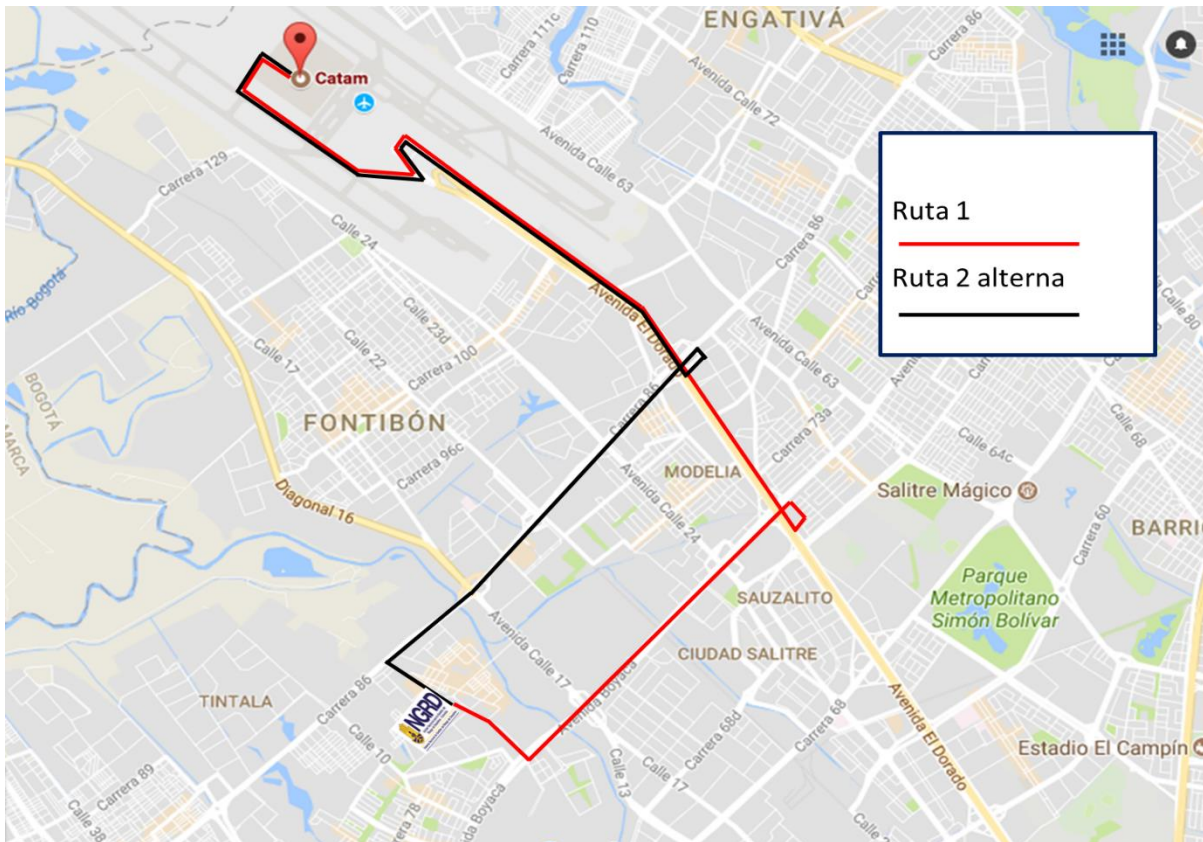 ENGATIVÁ
Carrera 86
Carrera 110
Carrera 111c
Catam
Avenida Calle 72
Avenida Calle 63
Carrera 129
Calle 24
Río Bogotá
Ruta 1
Ruta 2 alterna
Carrera 86
Avenida El Dorado
Calle 23d
Calle 17
Calle 22
Carrera 100
Avenida Calle 63
Calle 68
BOGOTÁ
MARCA
FONTIBÓN
Carrera 86
Carrera 73a
Carrera 96c
Calle 64c
MODELIA
Salitre Mágico
Carrera 60
Diagonal 16
Avenida Calle 24
BARRI
Parque
Metropolitano
Simón Bolívar
SAUZALITO
Avenida Calle 17
CIUDAD SALITRE
Avenida Boyacá
TINTALA
Carrera 86
NGRD
Carrera 68
Carrera 68d
Avenida El Dorado
Calle 10
Estadio El Campín
Calle 17
Calle 13
Carrera 89
Calle 38
Carrera 78
Avenida Boyacá